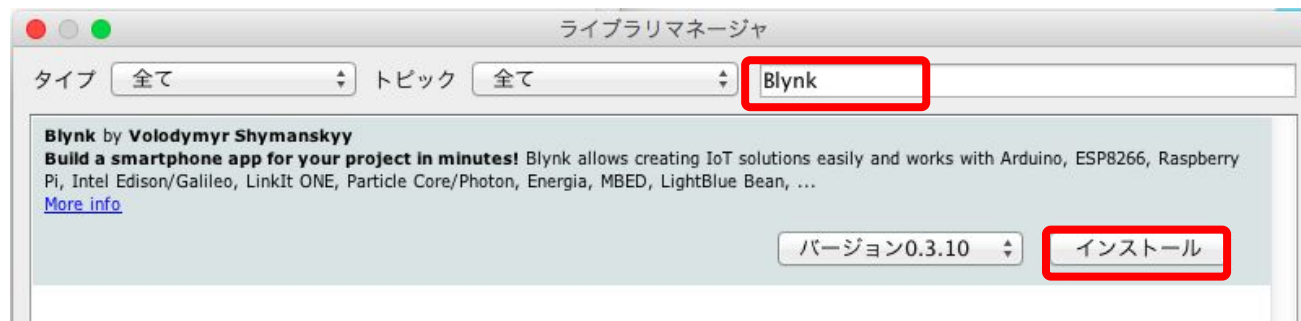 ライブラリマネージャ
タイプ 全て トピック 全て Blynk
Blynk by Volodymyr Shymanskyy
Build a smartphone app for your project in minutes! Blynk allows creating IoT solutions easily and works with Arduino, ESP8266, Raspberry
Pi, Intel Edison/Galileo, LinkIt ONE, Particle Core/Photon, Energia, MBED, LightBlue Bean, ...
More info
バージョン0.3.10 インストール